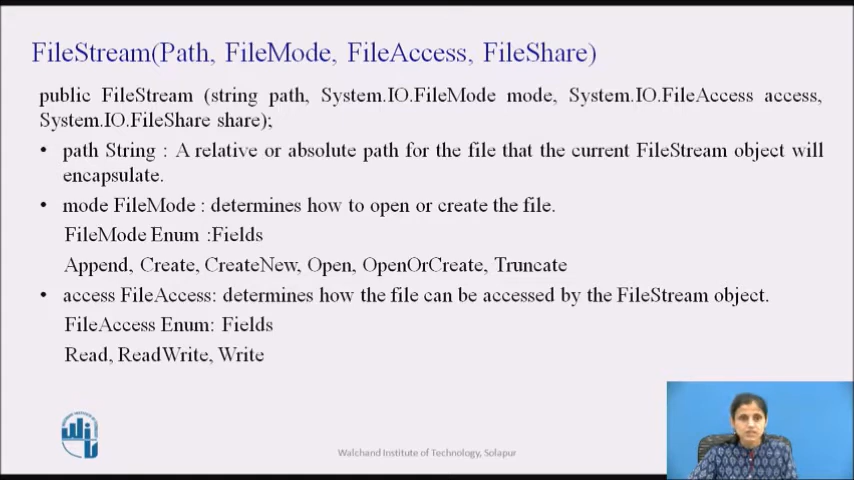 FileStream(Path, FileMode, FileAccess, FileShare)
public FileStream (string path, System.IO.FileMode mode, System.IO.FileAccess access,
System.IO.FileShare share);
• path String : A relative or absolute path for the file that the current FileStream object will
encapsulate.
• mode FileMode : determines how to open or create the file.
FileMode Enum :Fields
Append, Create, CreateNew, Open, OpenOrCreate, Truncate
• access FileAccess: determines how the file can be accessed by the FileStream object.
FileAccess Enum: Fields
Read, ReadWrite, Write
Walchand Institute of Technology, Solapur